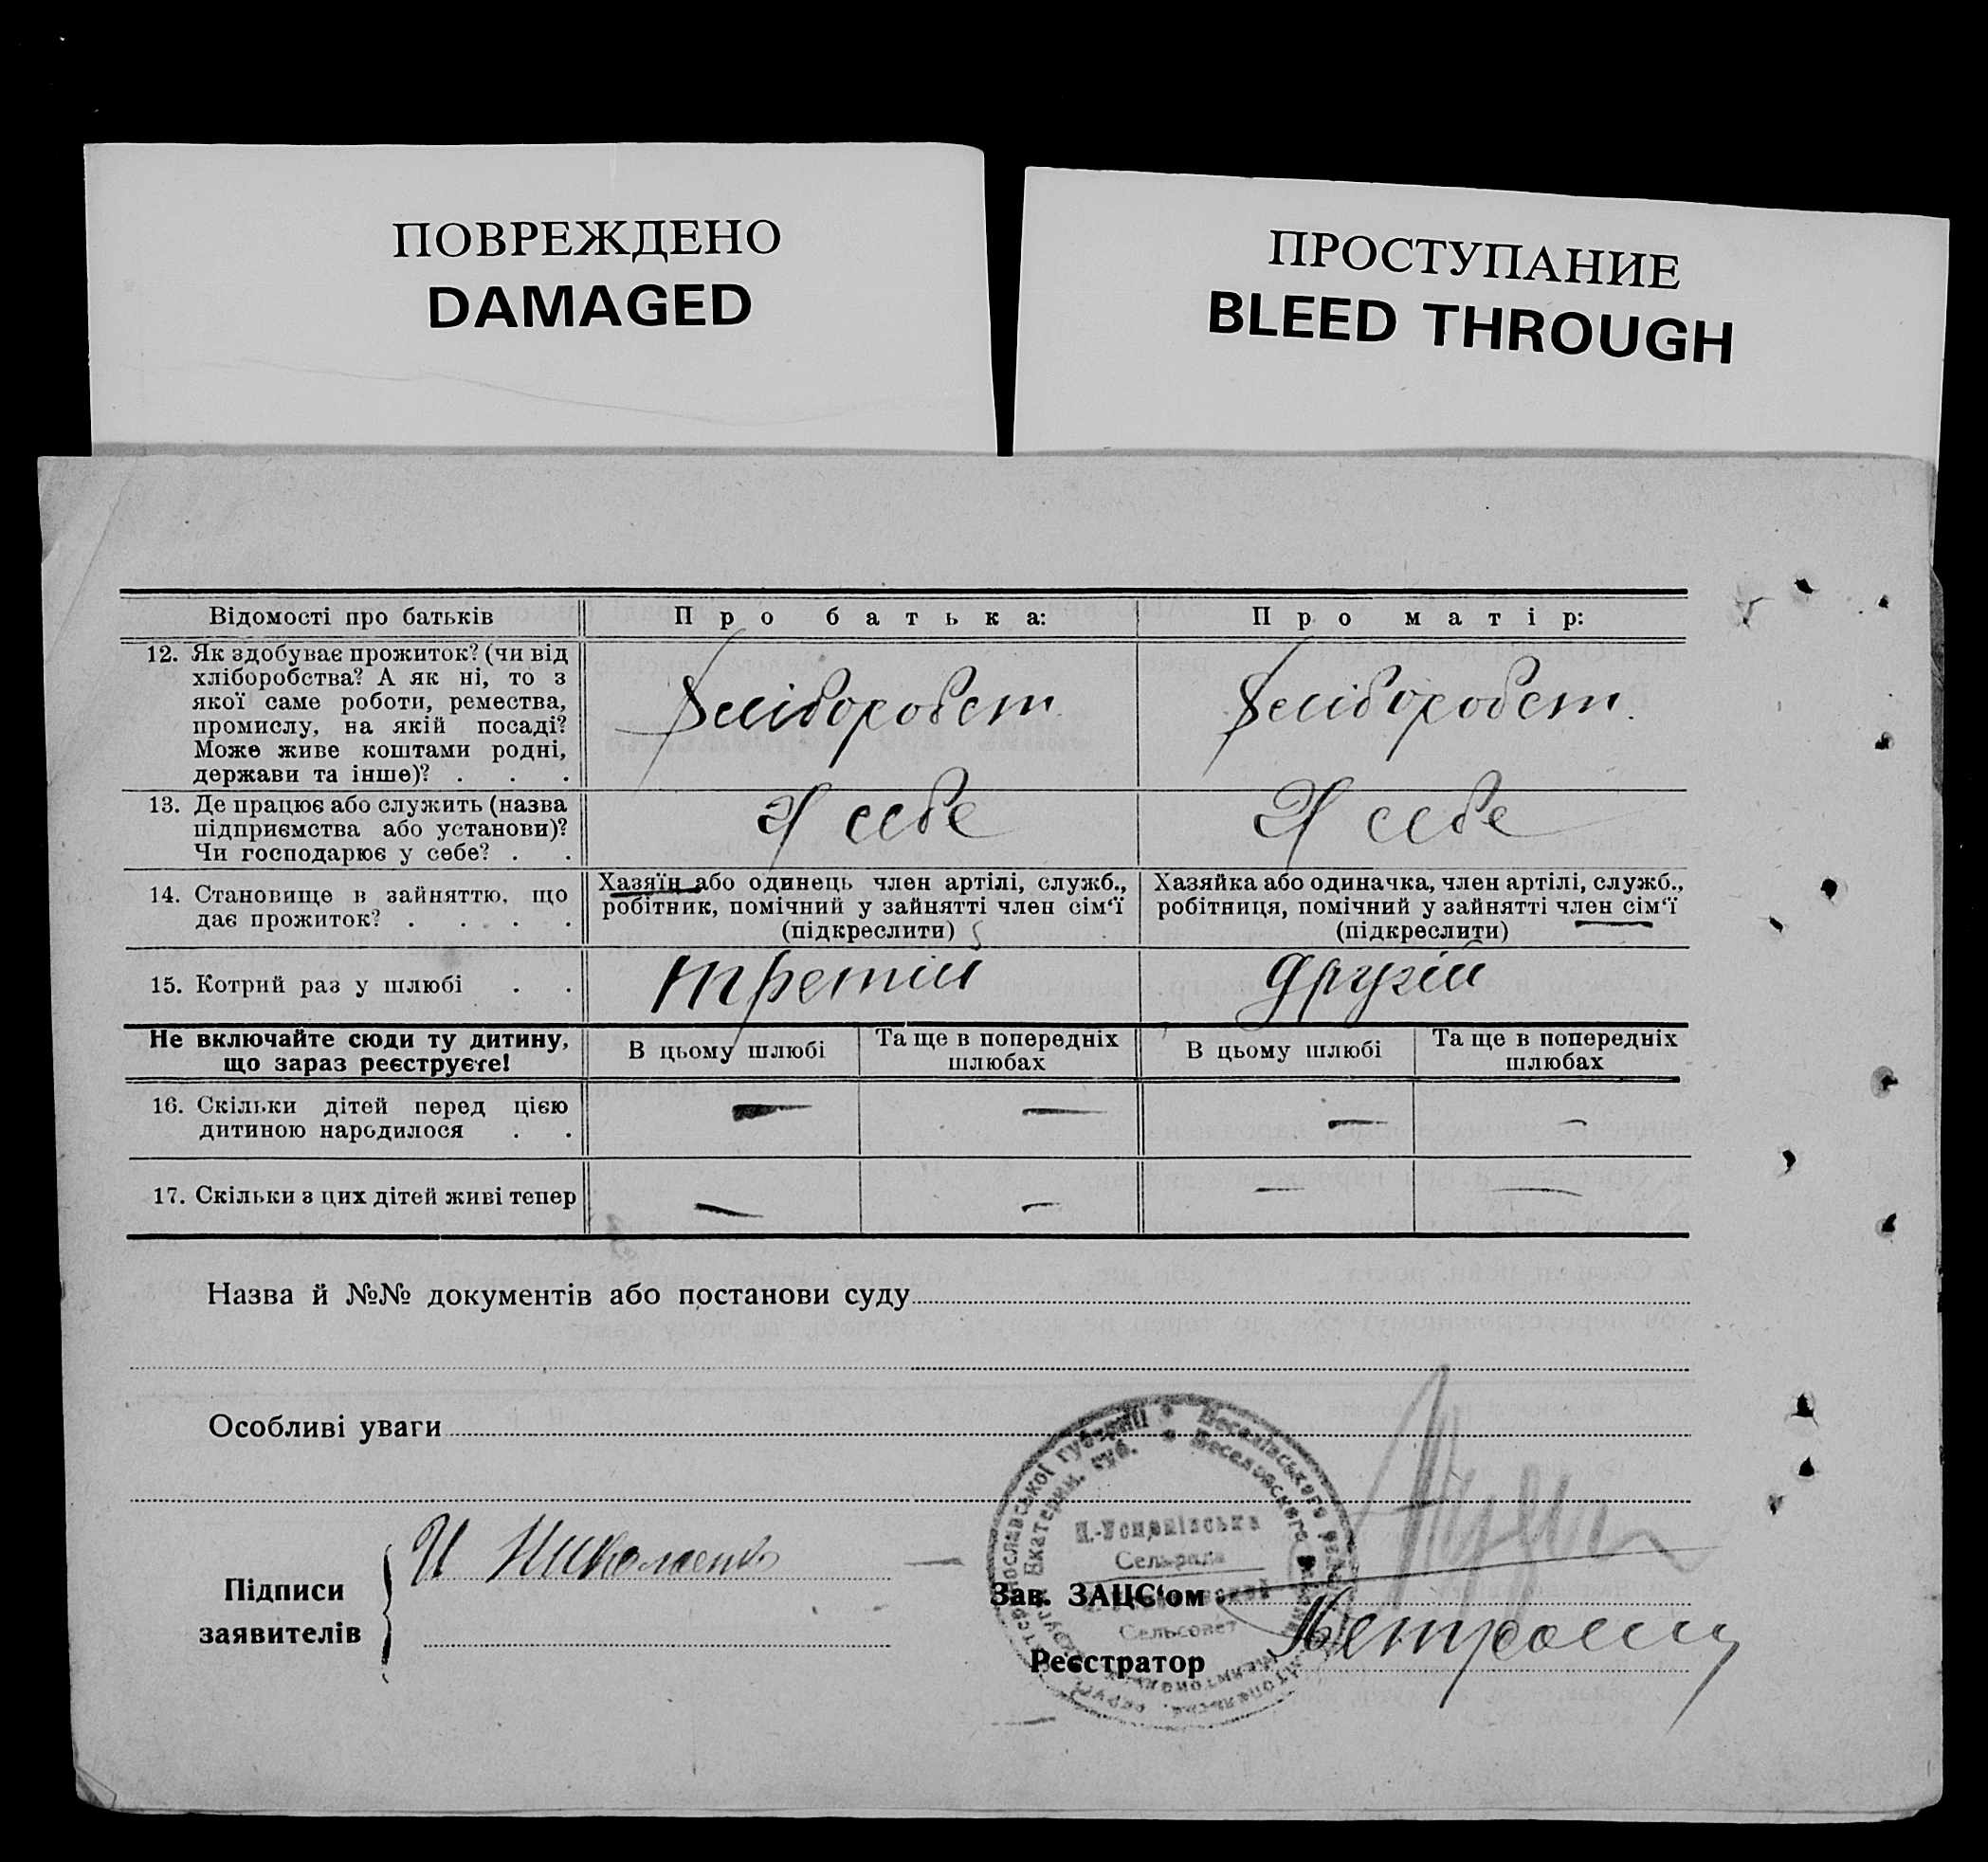 ПОВРЕЖДЕНО
DAMAGED
ПРОСТУПАНИЕ
BLEED THROUGH
Відомості про батьків
Про батька:
Про матір:
12. Як здобуває прожиток? (чи від
хліборобства? А як ні, то з
якої саме роботи, ремества,
промислу, на якій посаді?
Може живе коштами родні,
держави та інше)? . . .
Хліборобст
Хліборобст.
13. Де працює або служить (назва
підприємства або установи)?
Чи господарює у себе? . .
У себе
У себе
14. Становище в зайняттю, що
дає прожиток? . . . .
Хазяїн або одинець член артілі, служб.,
робітник, помічний у зайнятті член сім'ї
(підкреслити)
Хазяйка або одиначка, член артілі, служб.,
робітниця, помічний у зайнятті член сім'ї
(підкреслити)
15. Котрий раз у шлюбі . .
третій
другій
Не включайте сюди ту дитину,
що зараз реєструєте!
В цьому шлюбі
Та ще в попередніх
шлюбах
В цьому шлюбі
Та ще в попередніх
шлюбах
16. Скільки дітей перед цією
дитиною народилося . .
— — — —
17. Скільки з цих дітей живі тепер
— — — —
Назва й №№ документів або постанови суду
Особливі уваги
Підписи
заявителів
И Николаенко
Зав. ЗАЦС'ом
Реєстратор
Сельрада
Сельсовет
Екатерин. губ. * Веселовского